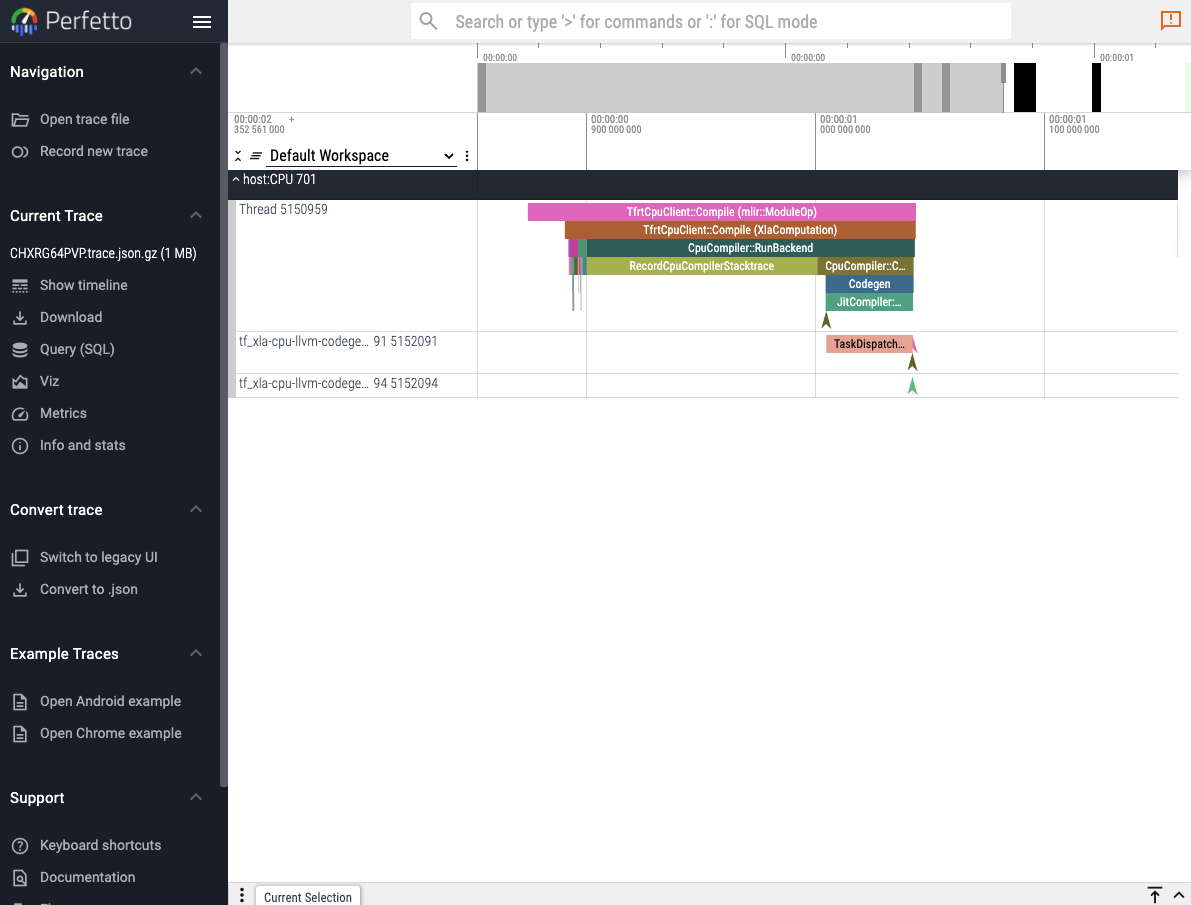 Perfetto
Search or type '>' for commands or ':' for SQL mode
Navigation
Open trace file
Record new trace
Current Trace
CHXRG64PVP.trace.json.gz (1 MB)
Show timeline
Download
Query (SQL)
Viz
Metrics
Info and stats
Convert trace
Switch to legacy UI
Convert to .json
Example Traces
Open Android example
Open Chrome example
Support
Keyboard shortcuts
Documentation
00:00:00
00:00:00
00:00:01
00:00:02 +
352 561 000
00:00:00
900 000 000
00:00:01
000 000 000
00:00:01
100 000 000
Default Workspace
host:CPU 701
Thread 5150959
TfrtCpuClient::Compile (mlir::ModuleOp)
TfrtCpuClient::Compile (XlaComputation)
CpuCompiler::RunBackend
RecordCpuCompilerStacktrace
CpuCompiler::C...
Codegen
JitCompiler:...
tf_xla-cpu-llvm-codege... 91 5152091
TaskDispatch...
tf_xla-cpu-llvm-codege... 94 5152094
Current Selection